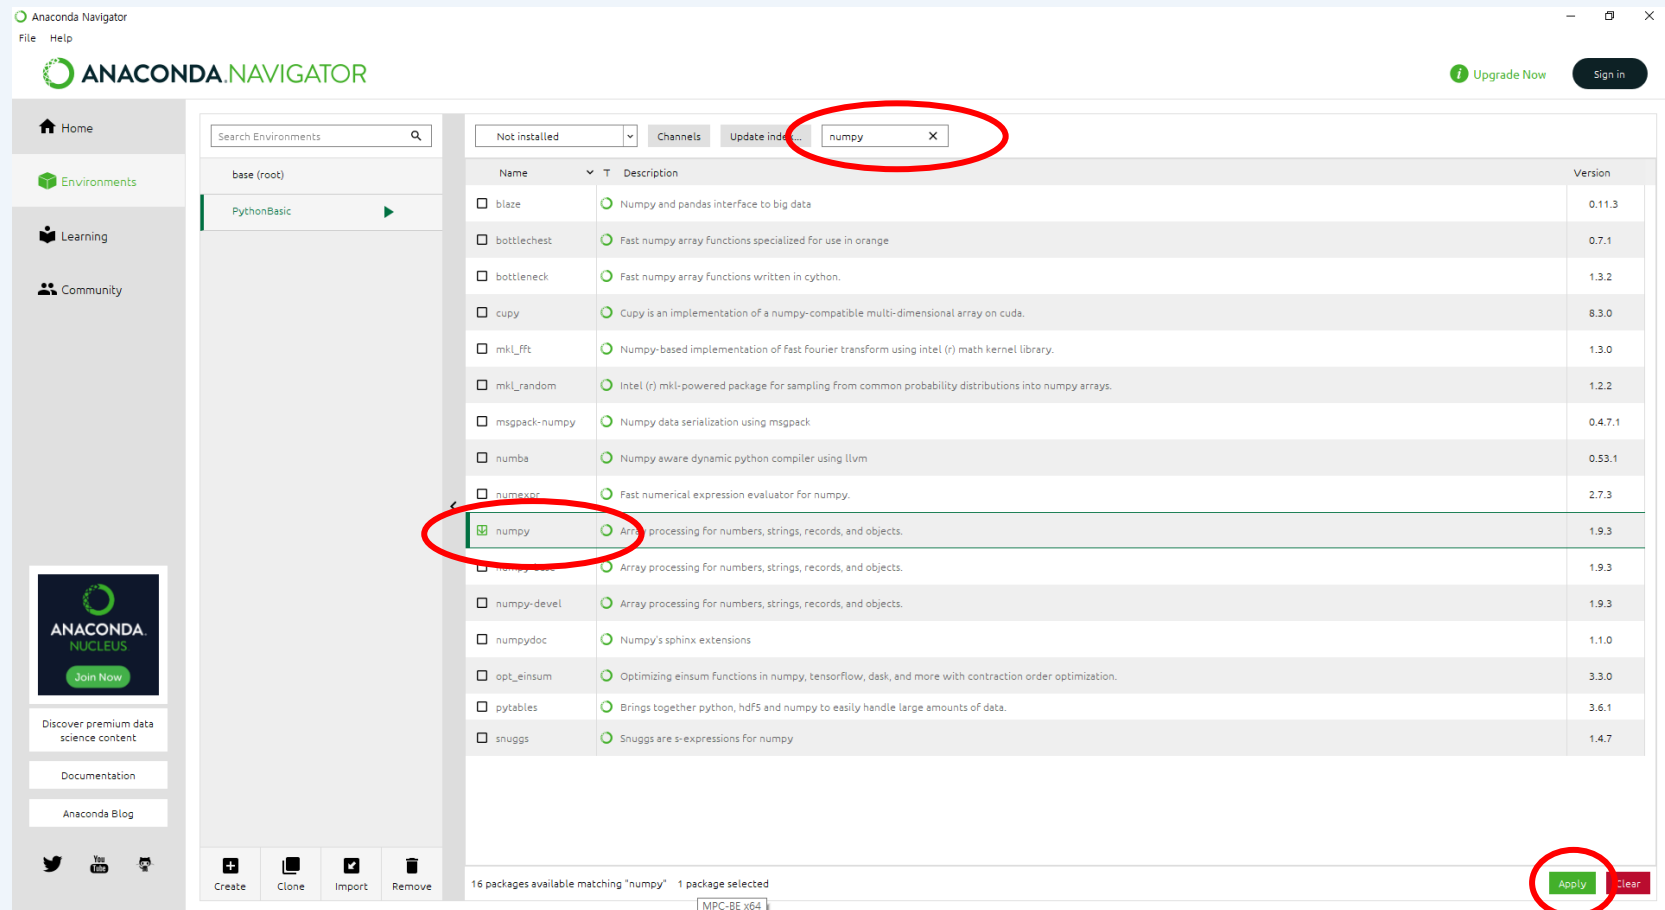 Anaconda Navigator
File Help
ANACONDA.NAVIGATOR
Upgrade Now
Sign in
Home
Environments
Learning
Community
ANACONDA.
NUCLEUS
Join Now
Discover premium data
science content
Documentation
Anaconda Blog
You
Tube
Search Environments
base (root)
PythonBasic
Create Clone Import Remove
Not installed Channels Update index... numpy
Name T Description Version
blaze Numpy and pandas interface to big data 0.11.3
bottlechest Fast numpy array functions specialized for use in orange 0.7.1
bottleneck Fast numpy array functions written in cython. 1.3.2
cupy Cupy is an implementation of a numpy-compatible multi-dimensional array on cuda. 8.3.0
mkl_fft Numpy-based implementation of fast fourier transform using intel (r) math kernel library. 1.3.0
mkl_random Intel (r) mkl-powered package for sampling from common probability distributions into numpy arrays. 1.2.2
msgpack-numpy Numpy data serialization using msgpack 0.4.7.1
numba Numpy aware dynamic python compiler using llvm 0.53.1
numexpr Fast numerical expression evaluator for numpy. 2.7.3
numpy Array processing for numbers, strings, records, and objects. 1.9.3
numpy-base Array processing for numbers, strings, records, and objects. 1.9.3
numpy-devel Array processing for numbers, strings, records, and objects. 1.9.3
numpydoc Numpy's sphinx extensions 1.1.0
opt_einsum Optimizing einsum functions in numpy, tensorflow, dask, and more with contraction order optimization. 3.3.0
pytables Brings together python, hdf5 and numpy to easily handle large amounts of data. 3.6.1
snuggs Snuggs are s-expressions for numpy 1.4.7
16 packages available matching "numpy" 1 package selected
Apply Clear
MPC-BE x64